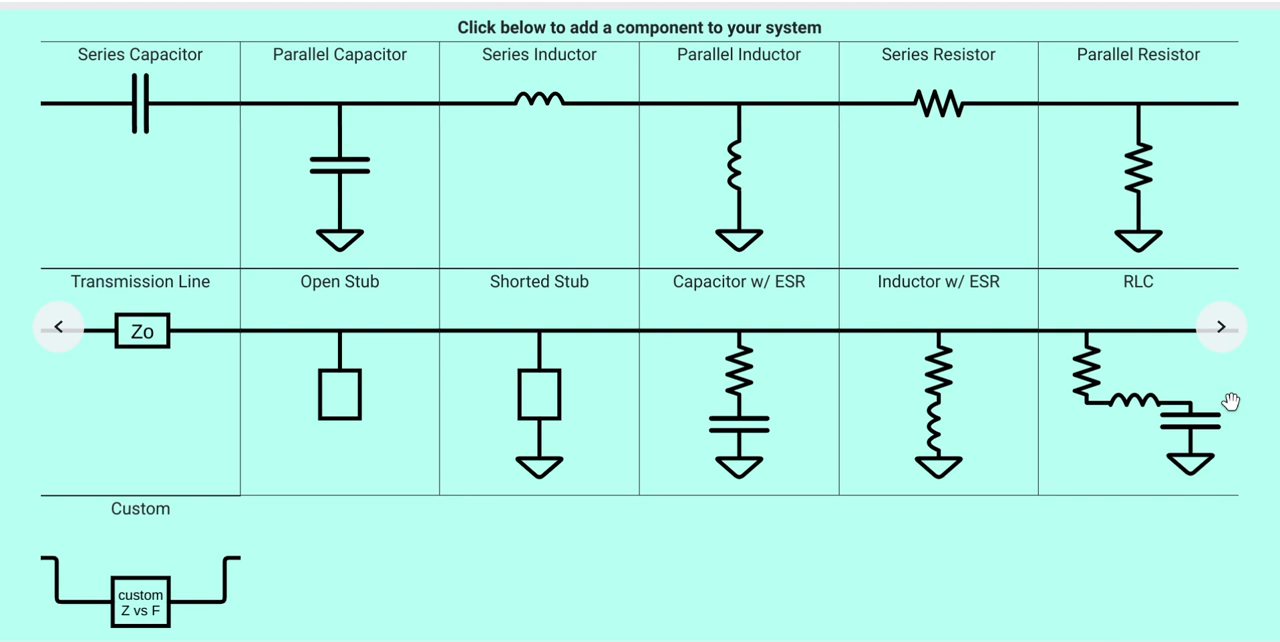 Click below to add a component to your system
Series Capacitor
Parallel Capacitor
Series Inductor
Parallel Inductor
Series Resistor
Parallel Resistor
Transmission Line
Open Stub
Shorted Stub
Capacitor w/ ESR
Inductor w/ ESR
RLC
Zo
Custom
custom
Z vs F